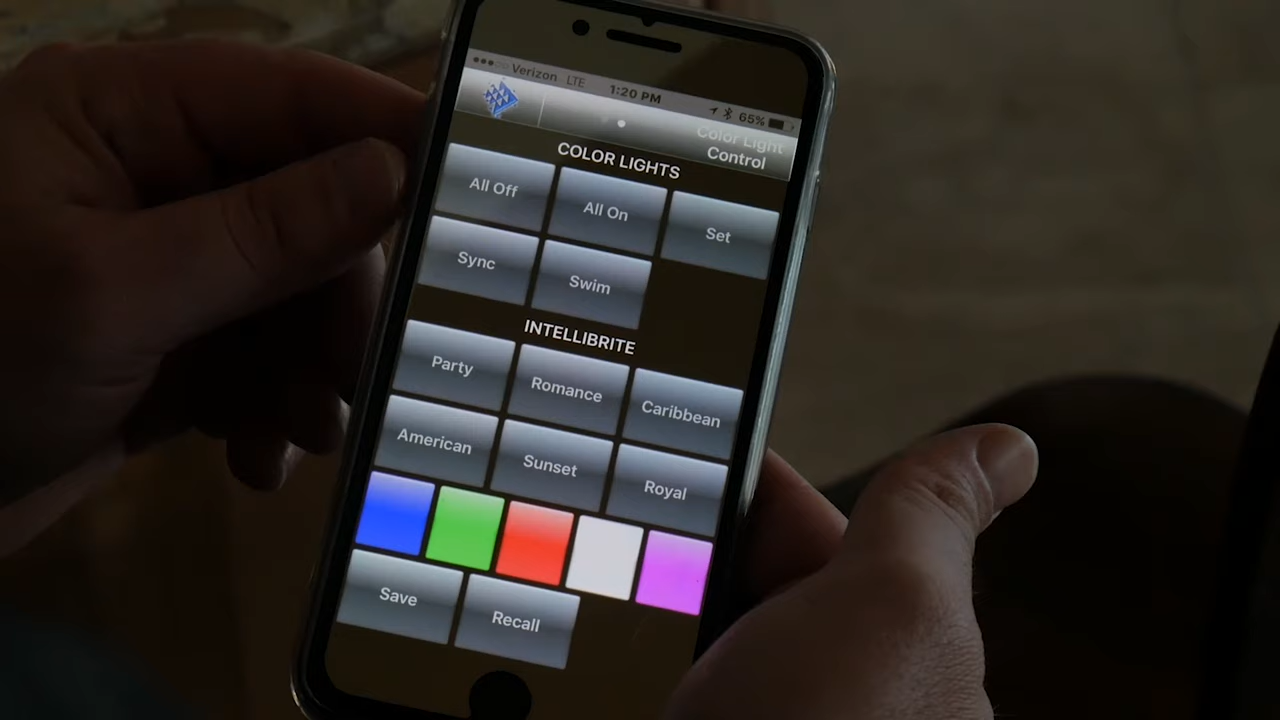 Verizon LTE 1:20 PM 65%
Color Light
Control
COLOR LIGHTS
All Off All On Set
Sync Swim
INTELLIBRITE
Party Romance Caribbean
American Sunset Royal
Save Recall